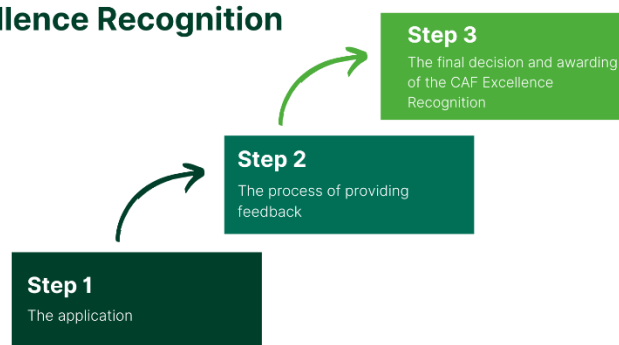 llence Recognition
Step 3
The final decision and awarding
of the CAF Excellence
Recognition
Step 2
The process of providing
feedback
Step 1
The application